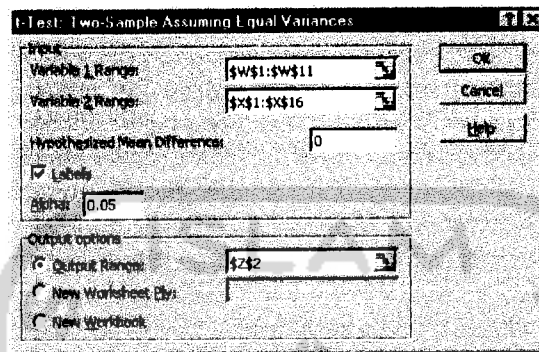 t-Test: Two-Sample Assuming Equal Variances
Input
Variable 1 Range: $W$1:$W$11
Variable 2 Range: $X$1:$X$16
Hypothesized Mean Difference: 0
Labels
Alpha: 0.05
OK
Cancel
Help
Output options
Output Range: $Z$2
New Worksheet Ply:
New Workbook
ISLAM